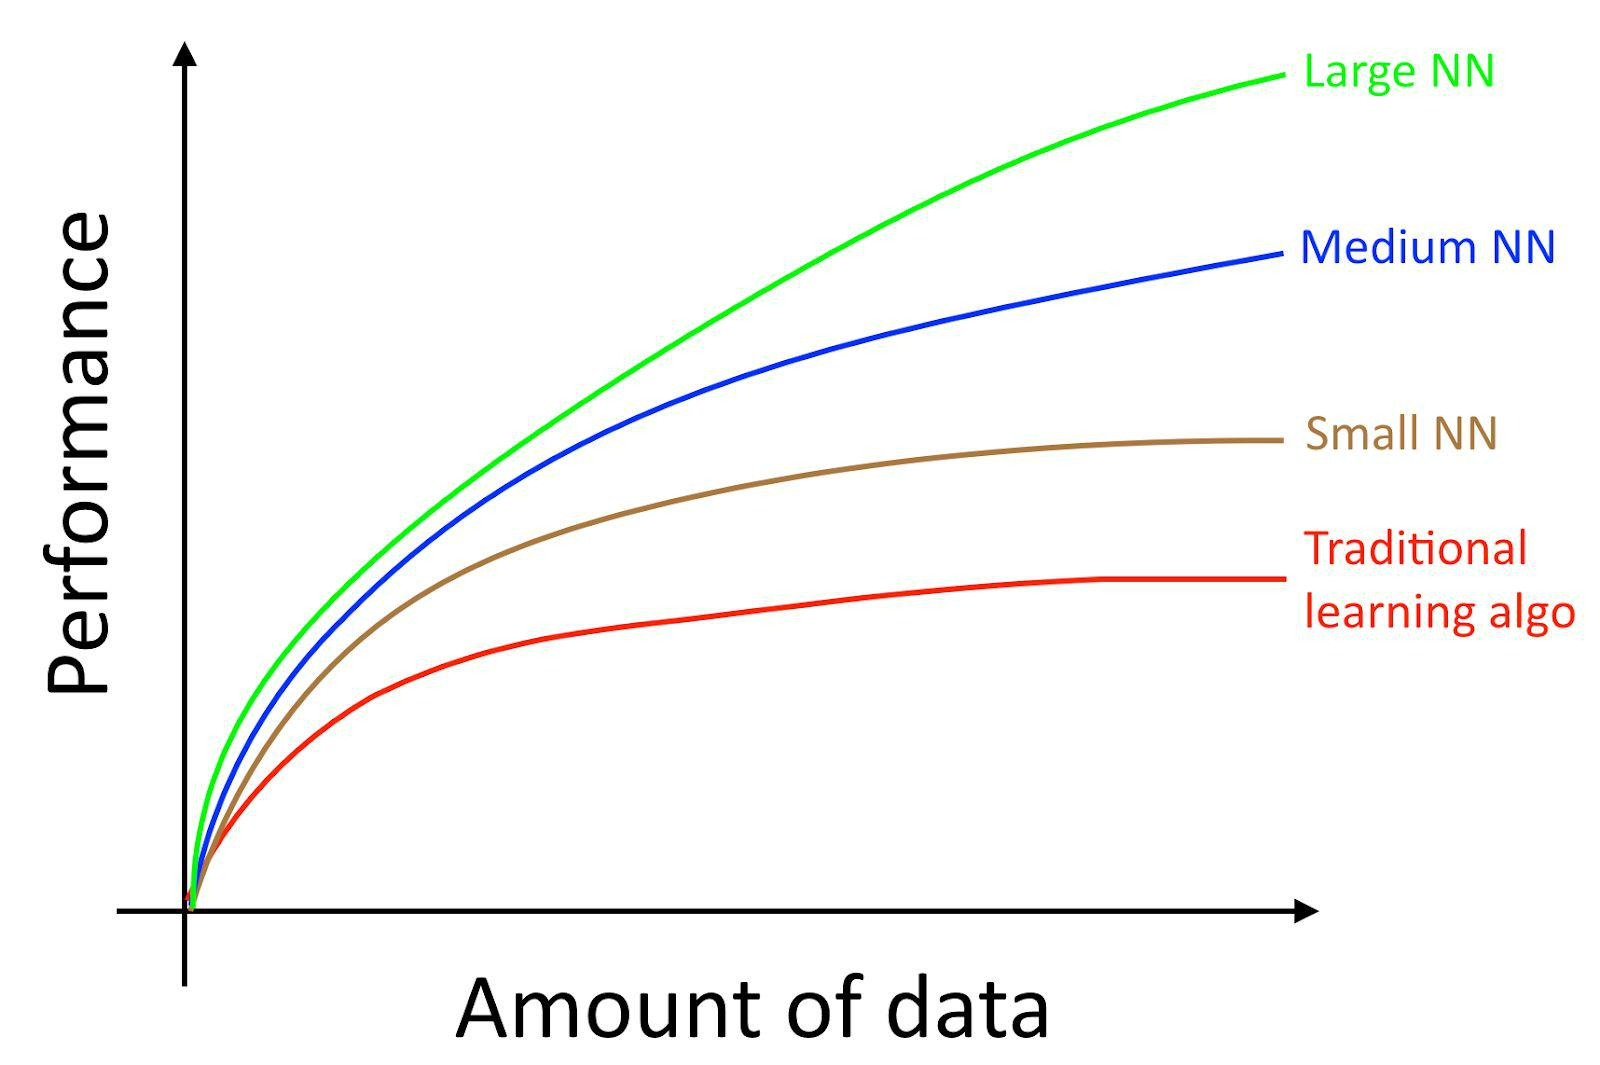 Large NN
Medium NN
Small NN
Traditional
learning algo
Performance
Amount of data